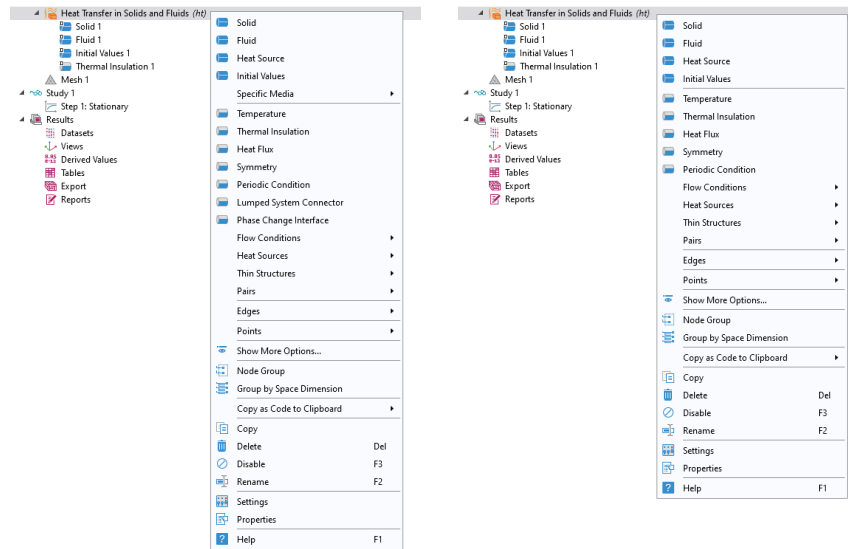 Heat Transfer in Solids and Fluids (ht)
Solid 1
Fluid 1
Initial Values 1
Thermal Insulation 1
Mesh 1
Study 1
Step 1: Stationary
Results
Datasets
Views
8.85
e-12 Derived Values
Tables
Export
Reports
Solid
Fluid
Heat Source
Initial Values
Specific Media
Temperature
Thermal Insulation
Heat Flux
Symmetry
Periodic Condition
Lumped System Connector
Phase Change Interface
Flow Conditions
Heat Sources
Thin Structures
Pairs
Edges
Points
Show More Options...
Node Group
Group by Space Dimension
Copy as Code to Clipboard
Copy
Delete Del
Disable F3
Rename F2
Settings
Properties
? Help F1
Heat Transfer in Solids and Fluids (ht)
Solid 1
Fluid 1
Initial Values 1
Thermal Insulation 1
Mesh 1
Study 1
Step 1: Stationary
Results
Datasets
Views
8.85
e-12 Derived Values
Tables
Export
Reports
Solid
Fluid
Heat Source
Initial Values
Temperature
Thermal Insulation
Heat Flux
Symmetry
Periodic Condition
Flow Conditions
Heat Sources
Thin Structures
Pairs
Edges
Points
Show More Options...
Node Group
Group by Space Dimension
Copy as Code to Clipboard
Copy
Delete Del
Disable F3
Rename F2
Settings
Properties
? Help F1